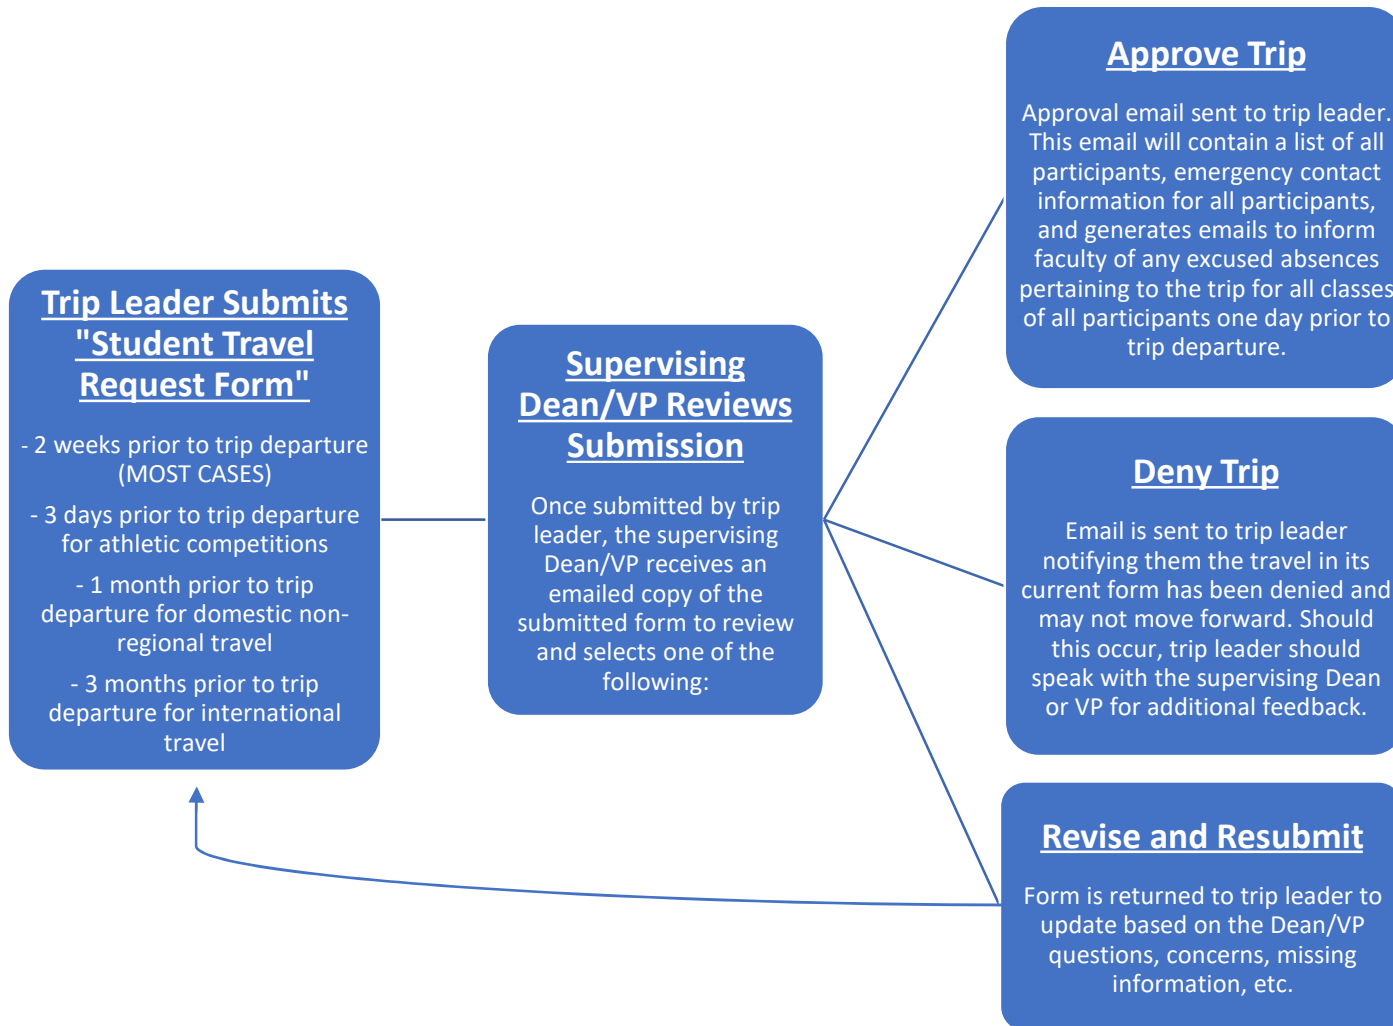 Trip Leader Submits
"Student Travel
Request Form"
- 2 weeks prior to trip departure
(MOST CASES)
- 3 days prior to trip departure
for athletic competitions
- 1 month prior to trip
departure for domestic non-
regional travel
- 3 months prior to trip
departure for international
travel
Supervising
Dean/VP Reviews
Submission
Once submitted by trip
leader, the supervising
Dean/VP receives an
emailed copy of the
submitted form to review
and selects one of the
following:
Approve Trip
Approval email sent to trip leader.
This email will contain a list of all
participants, emergency contact
information for all participants,
and generates emails to inform
faculty of any excused absences
pertaining to the trip for all classes
of all participants one day prior to
trip departure.
Deny Trip
Email is sent to trip leader
notifying them the travel in its
current form has been denied and
may not move forward. Should
this occur, trip leader should
speak with the supervising Dean
or VP for additional feedback.
Revise and Resubmit
Form is returned to trip leader to
update based on the Dean/VP
questions, concerns, missing
information, etc.